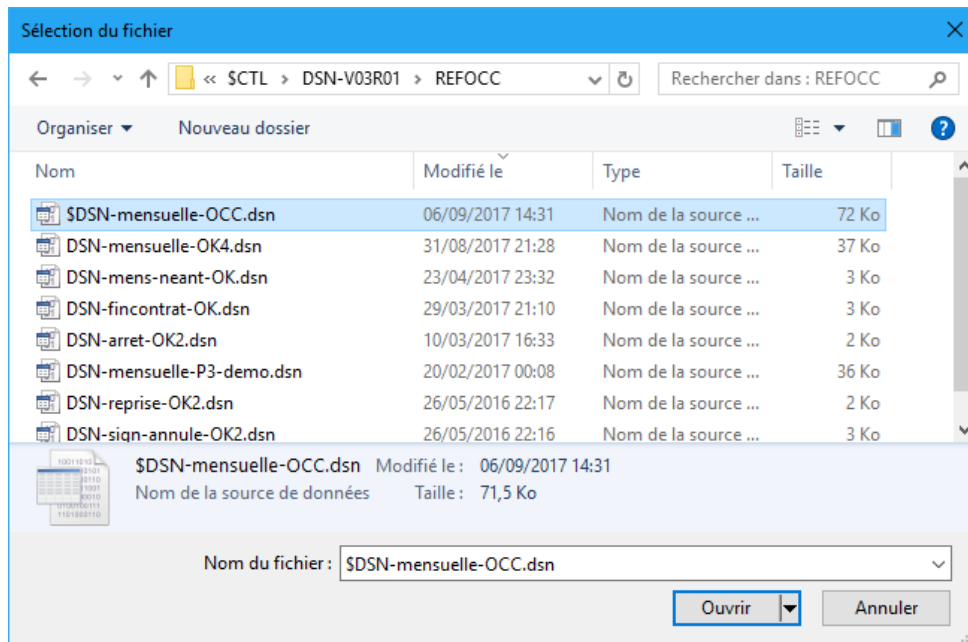 Sélection du fichier
« $CTL > DSN-V03R01 > REFOCC Rechercher dans : REFOCC
Organiser Nouveau dossier ?
Nom Modifié le Type Taille
$DSN-mensuelle-OCC.dsn 06/09/2017 14:31 Nom de la source ... 72 Ko
DSN-mensuelle-OK4.dsn 31/08/2017 21:28 Nom de la source ... 37 Ko
DSN-mens-neant-OK.dsn 23/04/2017 23:32 Nom de la source ... 3 Ko
DSN-fincontrat-OK.dsn 29/03/2017 21:10 Nom de la source ... 3 Ko
DSN-arret-OK2.dsn 10/03/2017 16:33 Nom de la source ... 2 Ko
DSN-mensuelle-P3-demo.dsn 20/02/2017 00:08 Nom de la source ... 36 Ko
DSN-reprise-OK2.dsn 26/05/2016 22:17 Nom de la source ... 2 Ko
DSN-sign-annule-OK2.dsn 26/05/2016 22:16 Nom de la source ... 3 Ko
$DSN-mensuelle-OCC.dsn Modifié le : 06/09/2017 14:31
Nom de la source de données Taille : 71,5 Ko
Nom du fichier : $DSN-mensuelle-OCC.dsn
Ouvrir Annuler